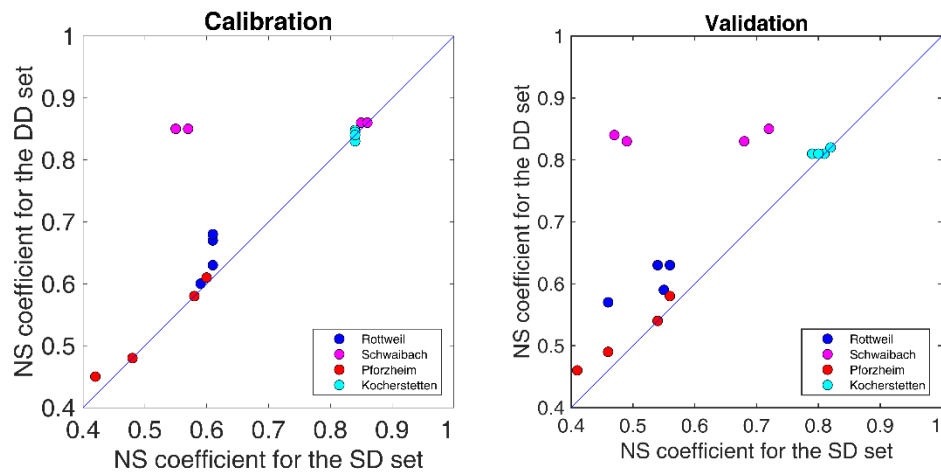 Calibration
NS coefficient for the DD set
1
0.9
0.8
0.7
0.6
0.5
0.4
0.4 0.5 0.6 0.7 0.8 0.9 1
NS coefficient for the SD set
Rottweil
Schwaibach
Pforzheim
Kocherstetten
Validation
NS coefficient for the DD set
1
0.9
0.8
0.7
0.6
0.5
0.4
0.4 0.5 0.6 0.7 0.8 0.9 1
NS coefficient for the SD set
Rottweil
Schwaibach
Pforzheim
Kocherstetten